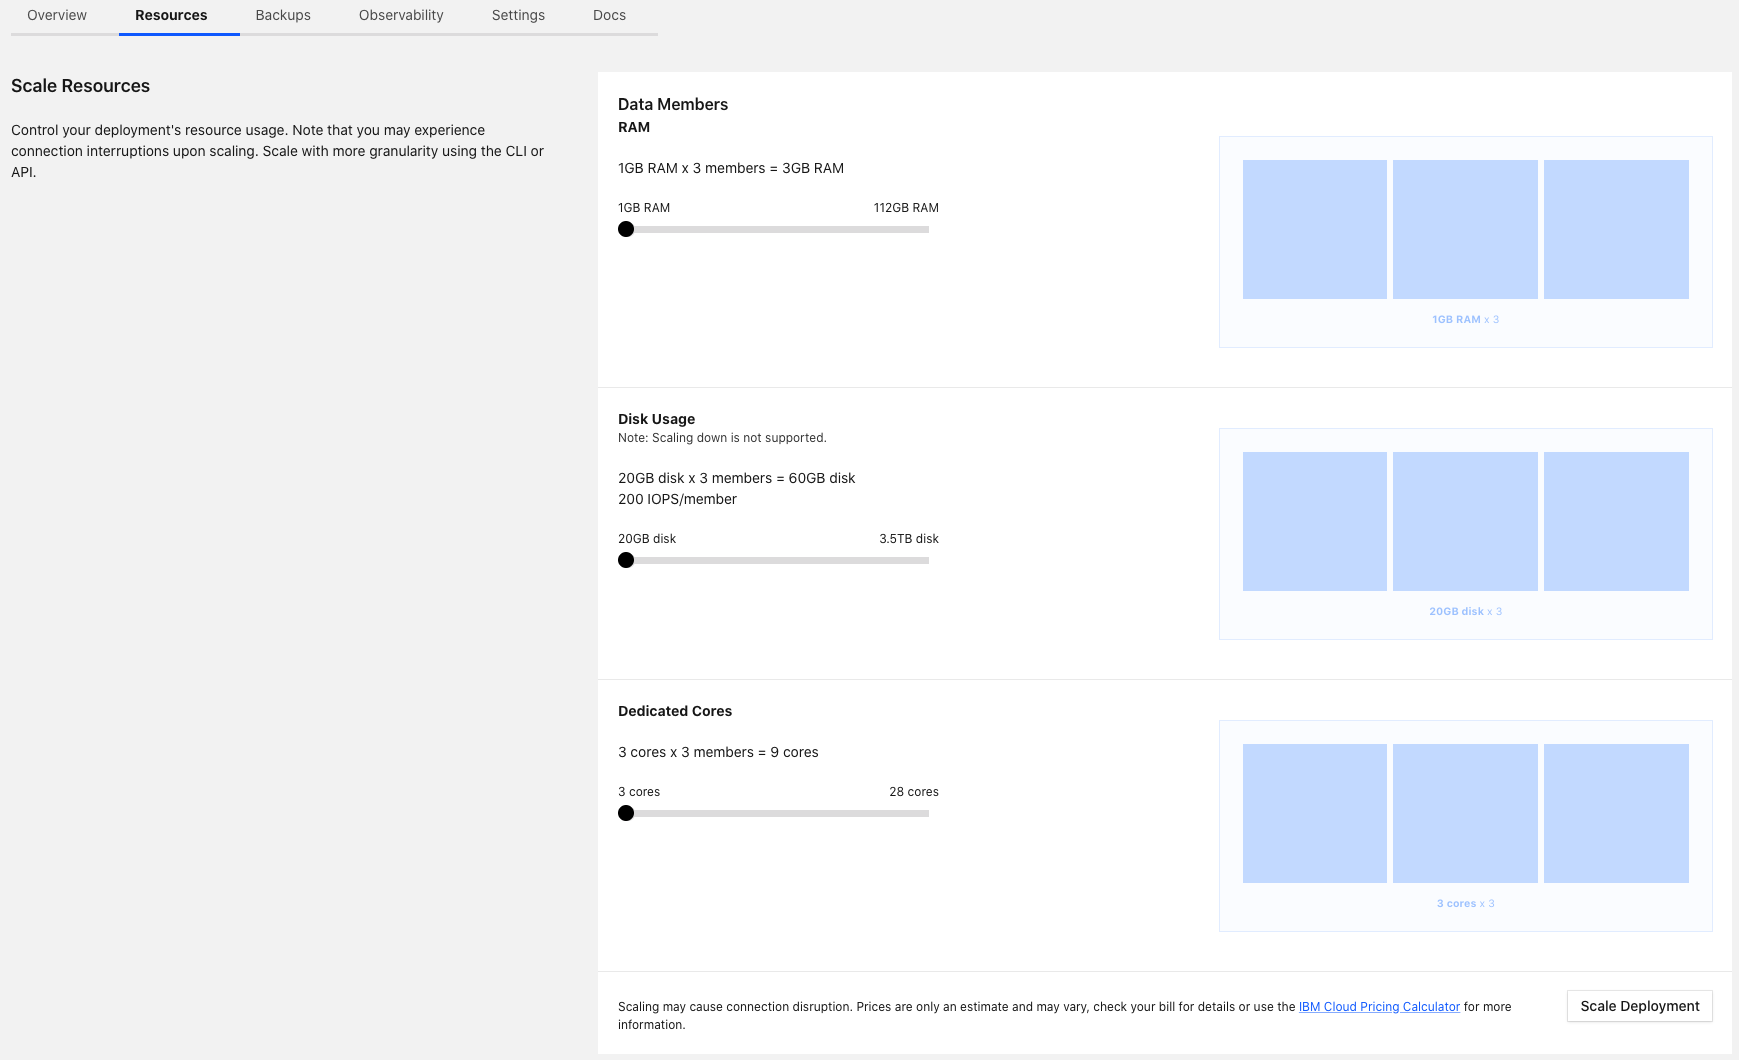 Overview Resources Backups Observability Settings Docs
Scale Resources
Control your deployment's resource usage. Note that you may experience
connection interruptions upon scaling. Scale with more granularity using the CLI or
API.
Data Members
RAM
1GB RAM x 3 members = 3GB RAM
1GB RAM 112GB RAM
1GB RAM x 3
Disk Usage
Note: Scaling down is not supported.
20GB disk x 3 members = 60GB disk
200 IOPS/member
20GB disk 3.5TB disk
20GB disk x 3
Dedicated Cores
3 cores x 3 members = 9 cores
3 cores 28 cores
3 cores x 3
Scaling may cause connection disruption. Prices are only an estimate and may vary, check your bill for details or use the IBM Cloud Pricing Calculator for more
information.
Scale Deployment